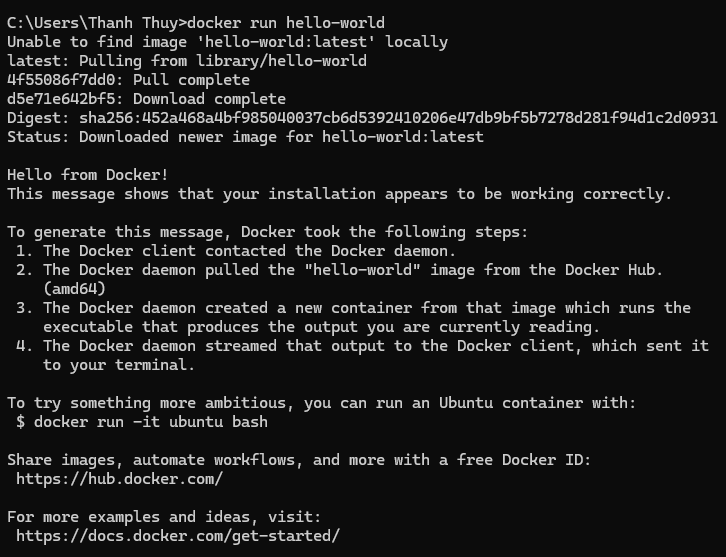 C:\Users\Thanh Thuy>docker run hello-world
Unable to find image 'hello-world:latest' locally
latest: Pulling from library/hello-world
4f55086f7dd0: Pull complete
d5e71e642bf5: Download complete
Digest: sha256:452a468a4bf985040037cb6d5392410206e47db9bf5b7278d281f94d1c2d0931
Status: Downloaded newer image for hello-world:latest

Hello from Docker!
This message shows that your installation appears to be working correctly.

To generate this message, Docker took the following steps:
 1. The Docker client contacted the Docker daemon.
 2. The Docker daemon pulled the "hello-world" image from the Docker Hub.
    (amd64)
 3. The Docker daemon created a new container from that image which runs the
    executable that produces the output you are currently reading.
 4. The Docker daemon streamed that output to the Docker client, which sent it
    to your terminal.

To try something more ambitious, you can run an Ubuntu container with:
 $ docker run -it ubuntu bash

Share images, automate workflows, and more with a free Docker ID:
 https://hub.docker.com/

For more examples and ideas, visit:
 https://docs.docker.com/get-started/